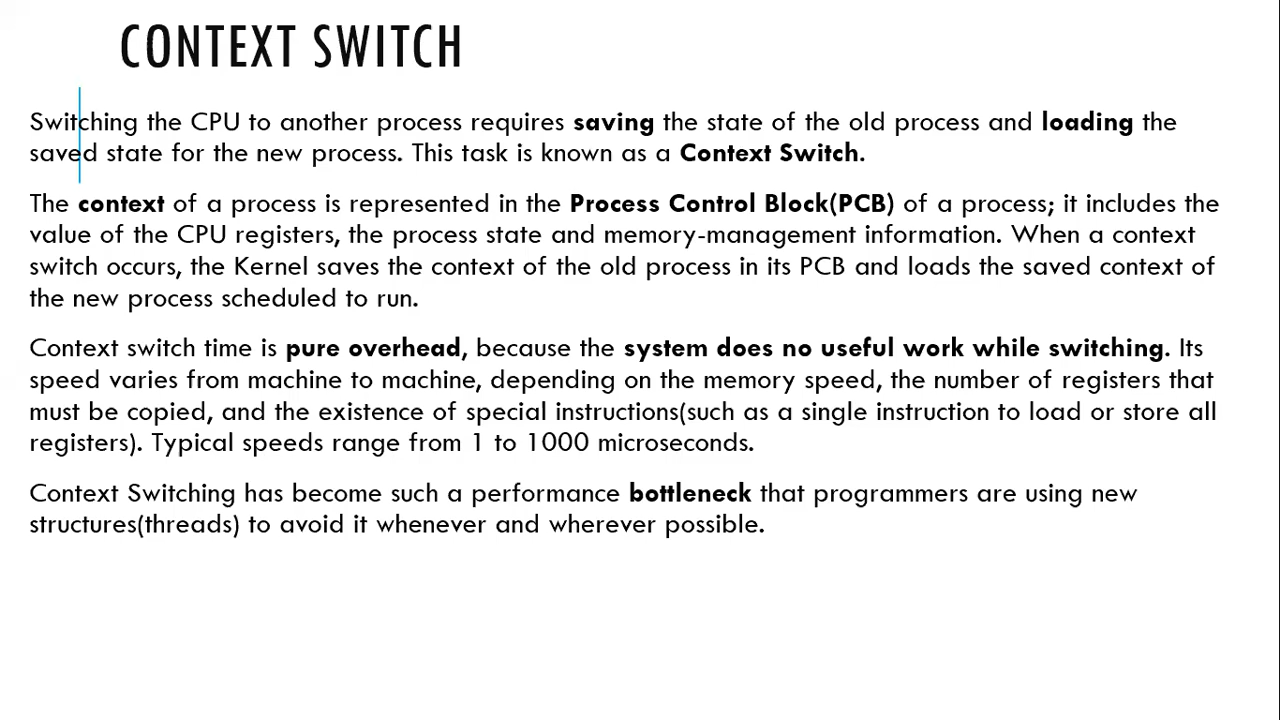 CONTEXT SWITCH
Switching the CPU to another process requires saving the state of the old process and loading the
saved state for the new process. This task is known as a Context Switch.
The context of a process is represented in the Process Control Block(PCB) of a process; it includes the
value of the CPU registers, the process state and memory-management information. When a context
switch occurs, the Kernel saves the context of the old process in its PCB and loads the saved context of
the new process scheduled to run.
Context switch time is pure overhead, because the system does no useful work while switching. Its
speed varies from machine to machine, depending on the memory speed, the number of registers that
must be copied, and the existence of special instructions(such as a single instruction to load or store all
registers). Typical speeds range from 1 to 1000 microseconds.
Context Switching has become such a performance bottleneck that programmers are using new
structures(threads) to avoid it whenever and wherever possible.